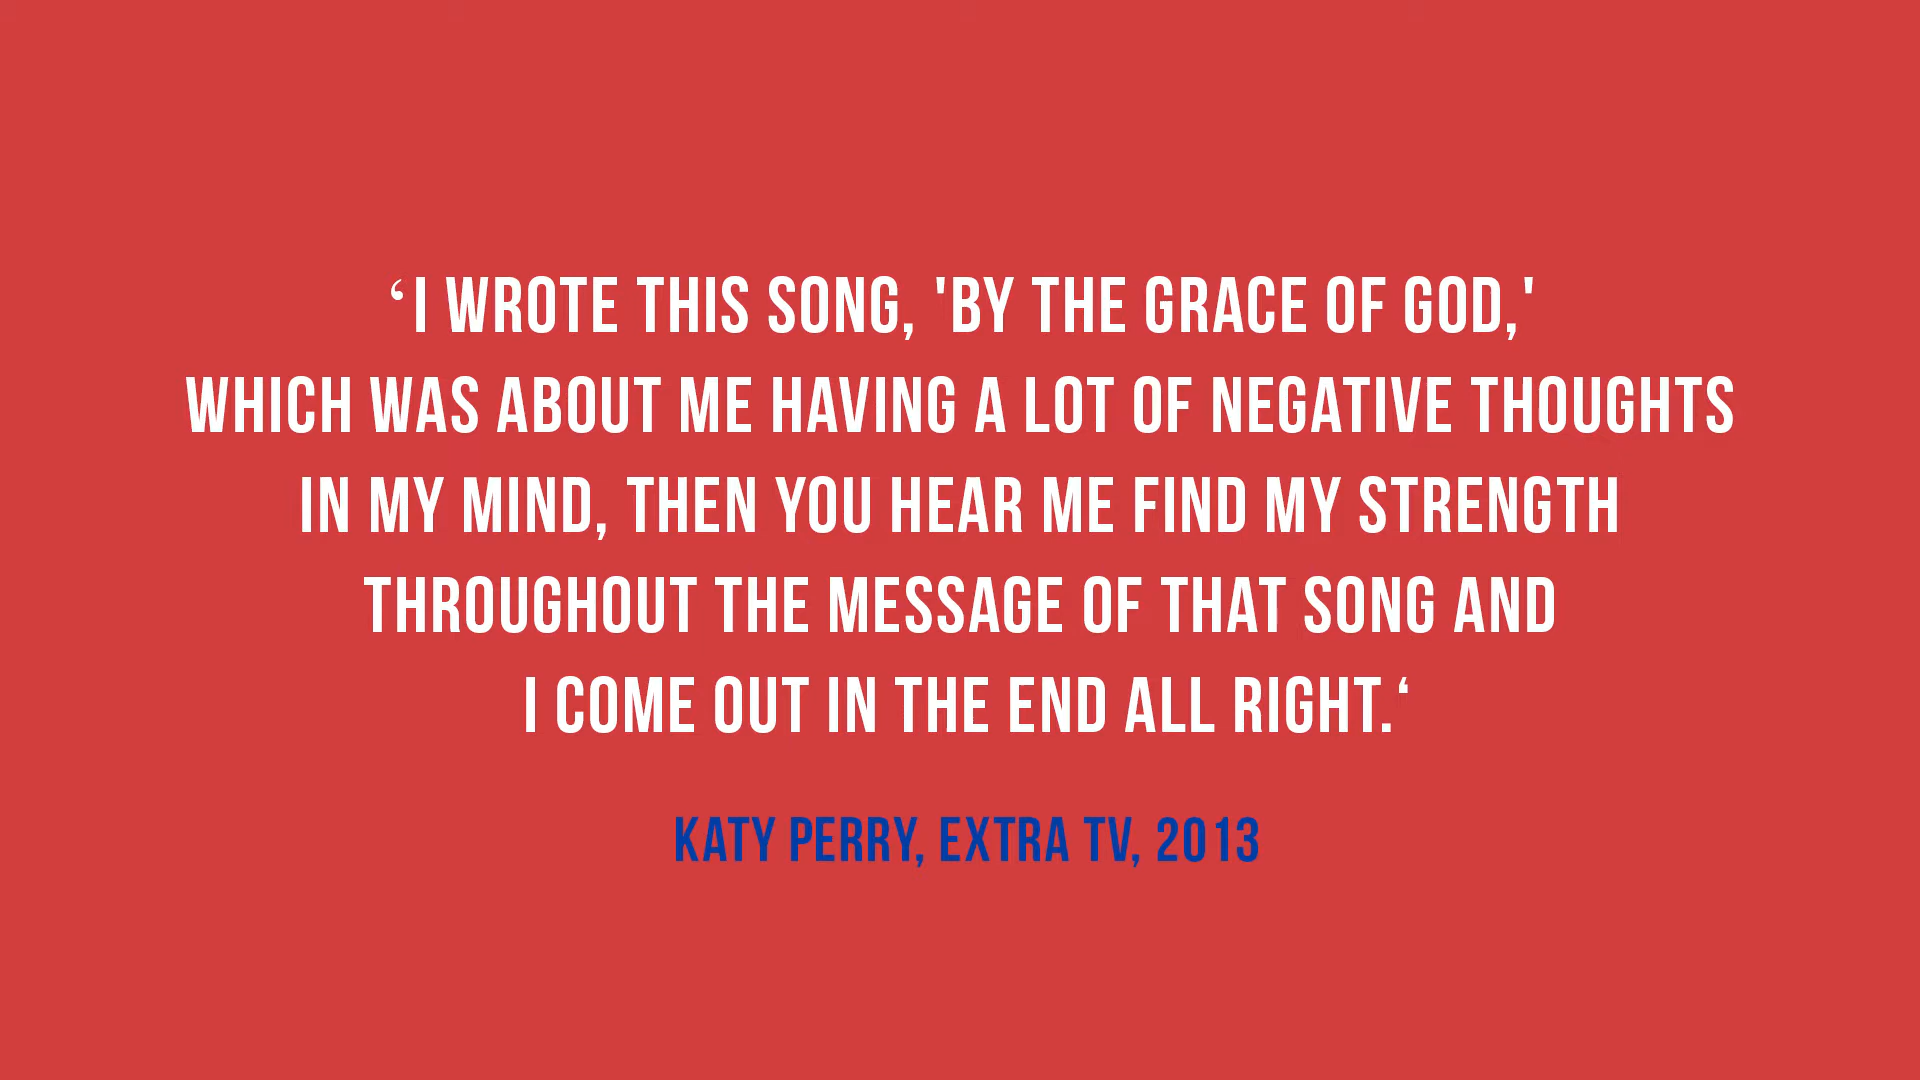 ‘I WROTE THIS SONG, 'BY THE GRACE OF GOD,'
WHICH WAS ABOUT ME HAVING A LOT OF NEGATIVE THOUGHTS
IN MY MIND, THEN YOU HEAR ME FIND MY STRENGTH
THROUGHOUT THE MESSAGE OF THAT SONG AND
I COME OUT IN THE END ALL RIGHT.‘
KATY PERRY, EXTRA TV, 2013